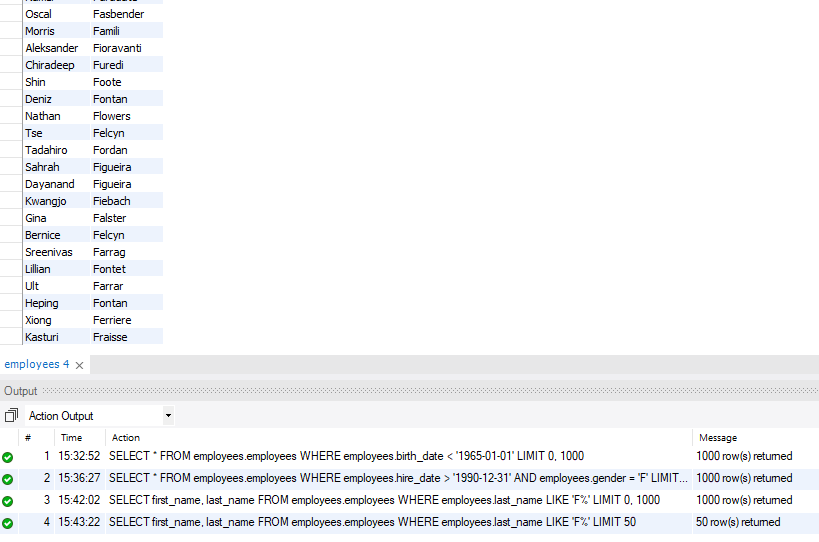 Oscal Fasbender
Morris Famili
Aleksander Fioravanti
Chiradeep Furedi
Shin Foote
Deniz Fontan
Nathan Flowers
Tse Felcyn
Tadahiro Fordan
Sahrah Figueira
Dayanand Figueira
Kwangjo Fiebach
Gina Falster
Bernice Felcyn
Sreenivas Farrag
Lillian Fontet
Ult Farrar
Heping Fontan
Xiong Ferriere
Kasturi Fraisse
employees 4
Output
Action Output
# Time Action Message
1 15:32:52 SELECT * FROM employees.employees WHERE employees.birth_date < '1965-01-01' LIMIT 0, 1000 1000 row(s) returned
2 15:36:27 SELECT * FROM employees.employees WHERE employees.hire_date > '1990-12-31' AND employees.gender = 'F' LIMIT... 1000 row(s) returned
3 15:42:02 SELECT first_name, last_name FROM employees.employees WHERE employees.last_name LIKE 'F%' LIMIT 0, 1000 1000 row(s) returned
4 15:43:22 SELECT first_name, last_name FROM employees.employees WHERE employees.last_name LIKE 'F%' LIMIT 50 50 row(s) returned